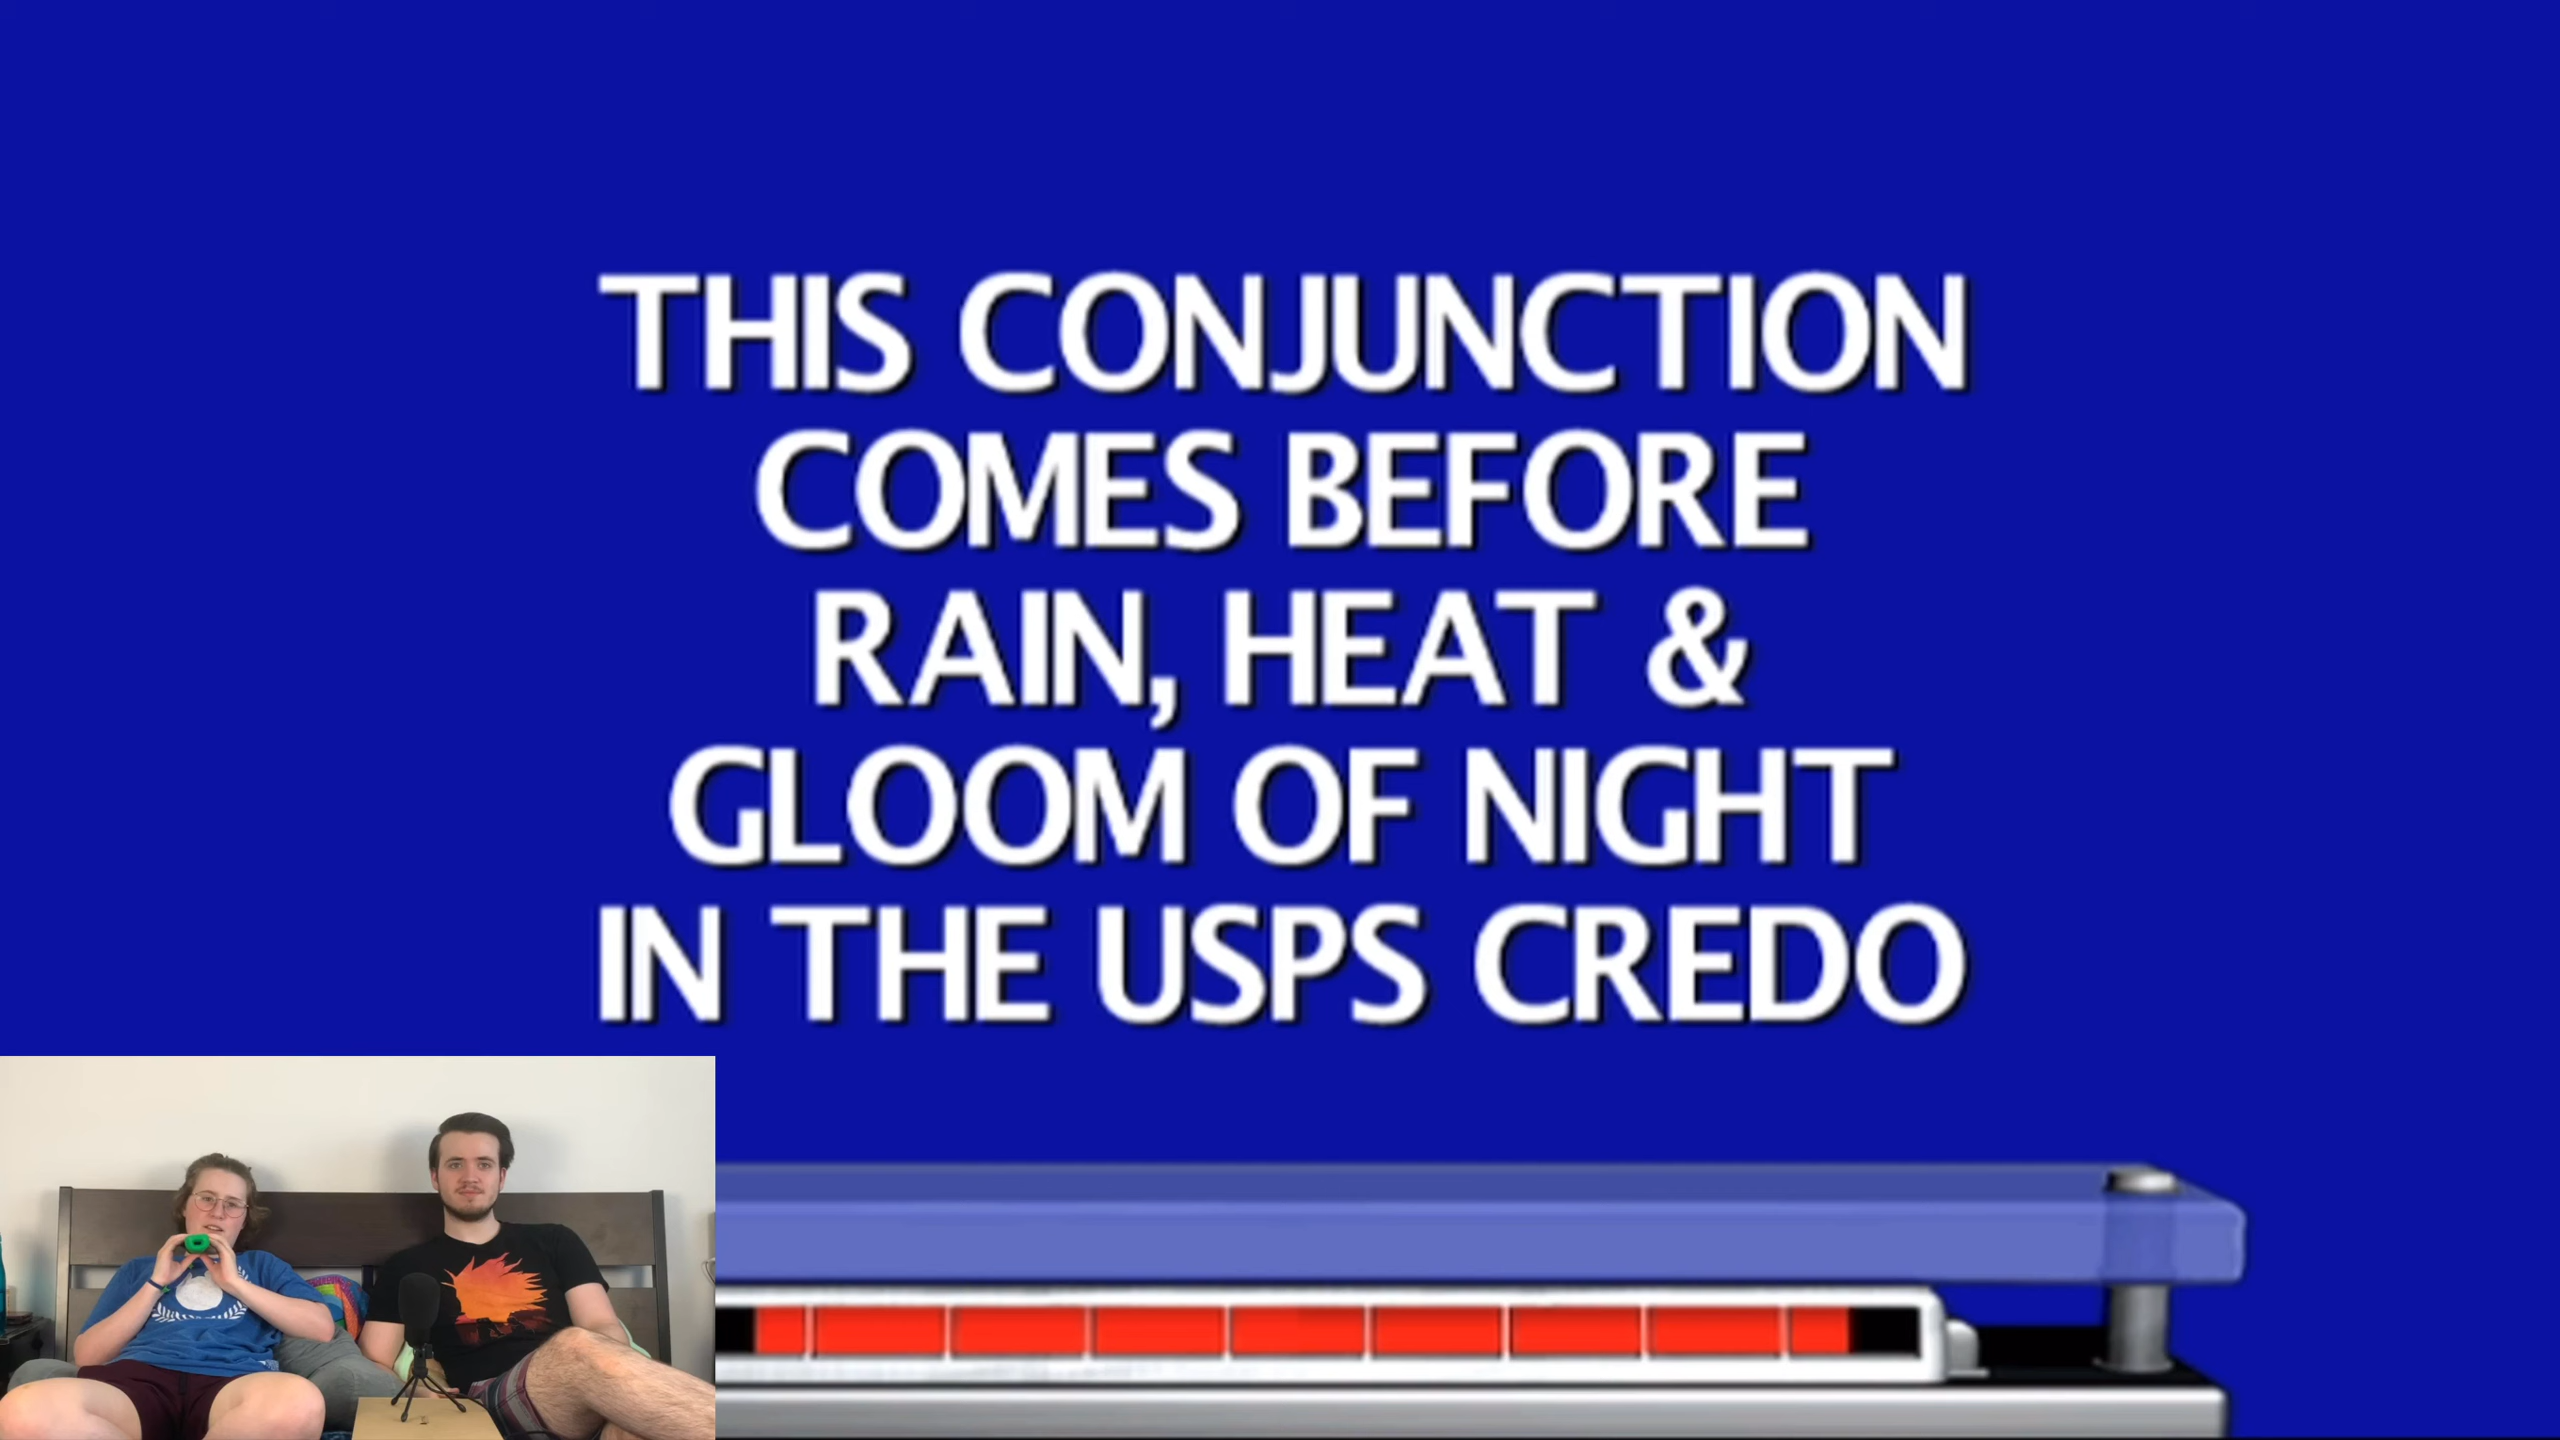 THIS CONJUNCTION
COMES BEFORE
RAIN, HEAT &
GLOOM OF NIGHT
IN THE USPS CREDO